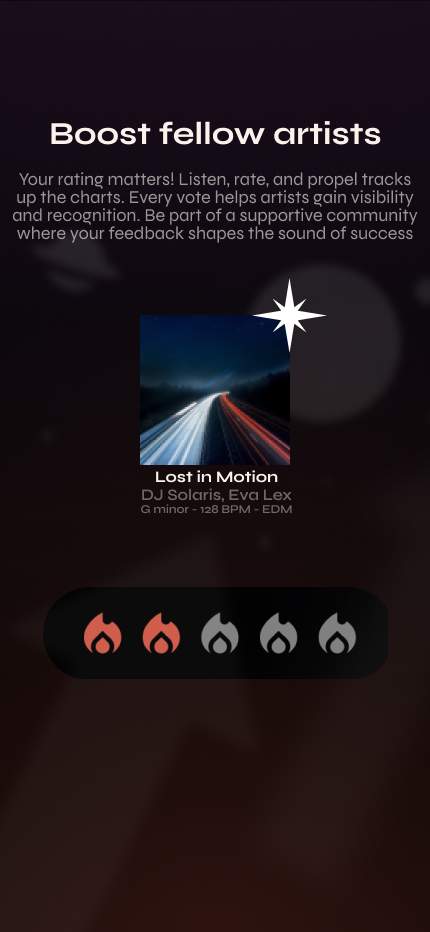 Boost fellow artists
Your rating matters! Listen, rate, and propel tracks
up the charts. Every vote helps artists gain visibility
and recognition. Be part of a supportive community
where your feedback shapes the sound of success
Lost in Motion
DJ Solaris, Eva Lex
G minor - 128 BPM - EDM